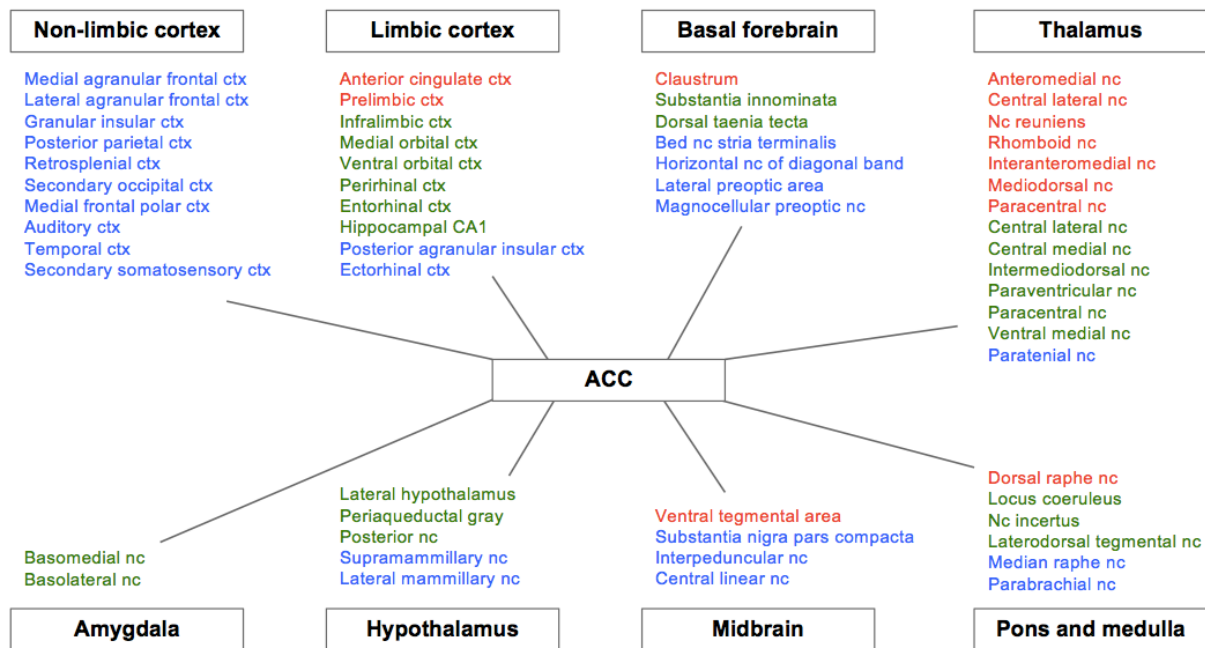 Non-limbic cortex
Medial agranular frontal ctx
Lateral agranular frontal ctx
Granular insular ctx
Posterior parietal ctx
Retrosplenial ctx
Secondary occipital ctx
Medial frontal polar ctx
Auditory ctx
Temporal ctx
Secondary somatosensory ctx
Limbic cortex
Anterior cingulate ctx
Prelimbic ctx
Infralimbic ctx
Medial orbital ctx
Ventral orbital ctx
Perirhinal ctx
Entorhinal ctx
Hippocampal CA1
Posterior agranular insular ctx
Ectorhinal ctx
Basal forebrain
Claustrum
Substantia innominata
Dorsal taenia tecta
Bed nc stria terminalis
Horizontal nc of diagonal band
Lateral preoptic area
Magnocellular preoptic nc
Thalamus
Anteromedial nc
Central lateral nc
Nc reuniens
Rhomboid nc
Interanteromedial nc
Mediodorsal nc
Paracentral nc
Central lateral nc
Central medial nc
Intermediodorsal nc
Paraventricular nc
Paracentral nc
Ventral medial nc
Paratenial nc
ACC
Basomedial nc
Basolateral nc
Amygdala
Lateral hypothalamus
Periaqueductal gray
Posterior nc
Supramammillary nc
Lateral mammillary nc
Hypothalamus
Ventral tegmental area
Substantia nigra pars compacta
Interpeduncular nc
Central linear nc
Midbrain
Dorsal raphe nc
Locus coeruleus
Nc incertus
Laterodorsal tegmental nc
Median raphe nc
Parabrachial nc
Pons and medulla